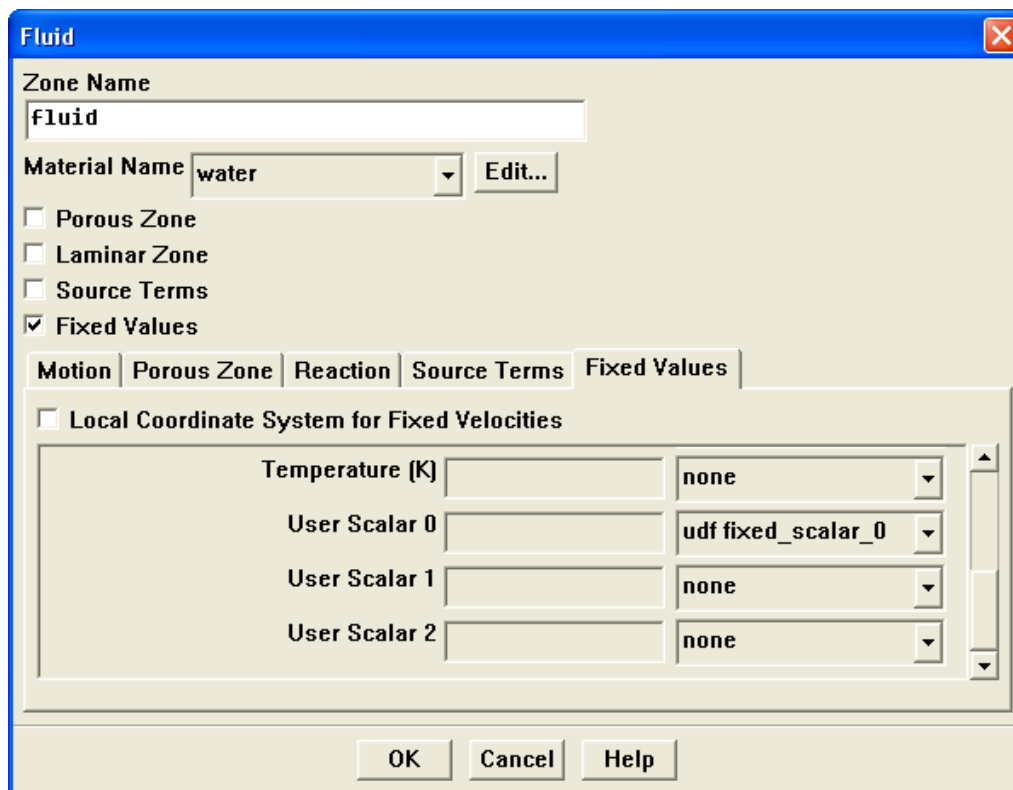 Fluid
Zone Name
fluid
Material Name water Edit...
Porous Zone
Laminar Zone
Source Terms
Fixed Values
Motion Porous Zone Reaction Source Terms Fixed Values
Local Coordinate System for Fixed Velocities
Temperature (K) none
User Scalar 0 udf fixed_scalar_0
User Scalar 1 none
User Scalar 2 none
OK Cancel Help